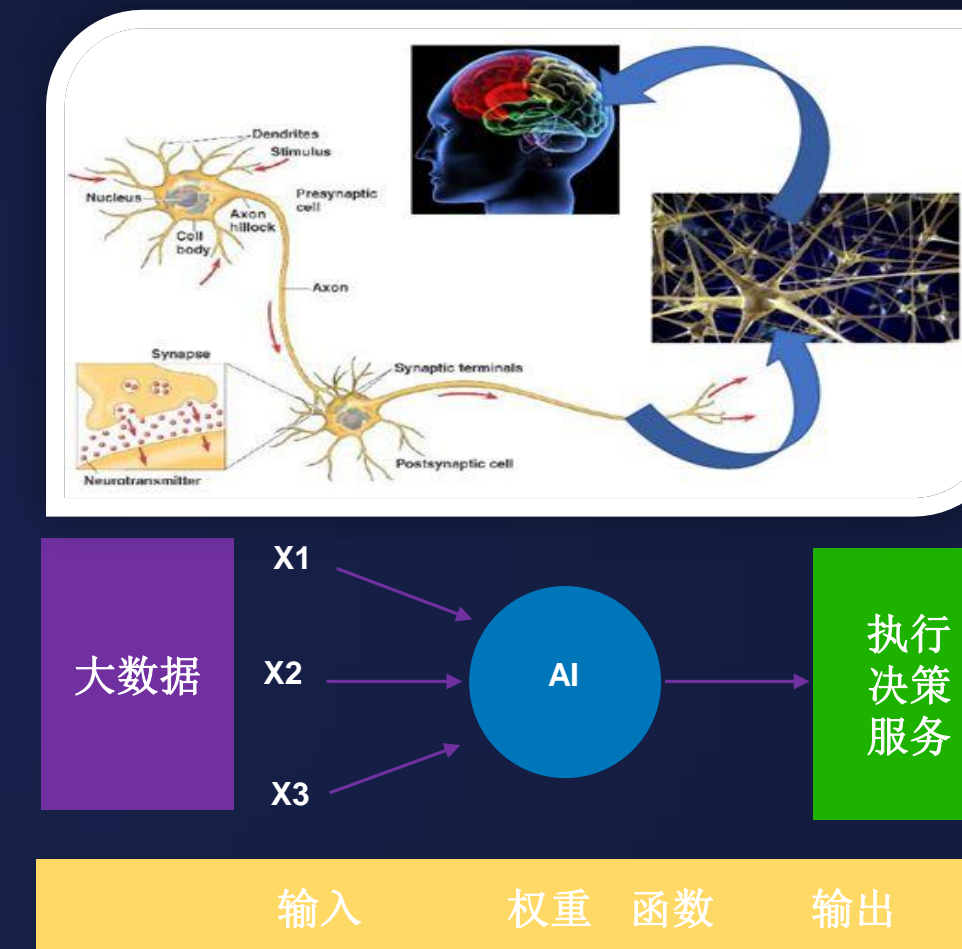 Dendrites
Stimulus
Nucleus
Presynaptic
cell
Axon
hillock
Cell
body
Axon
Synapse
Synaptic terminals
Postsynaptic cell
Neurotransmitter
大数据
X1
X2
X3
AI
执行
决策
服务
输入 权重 函数 输出